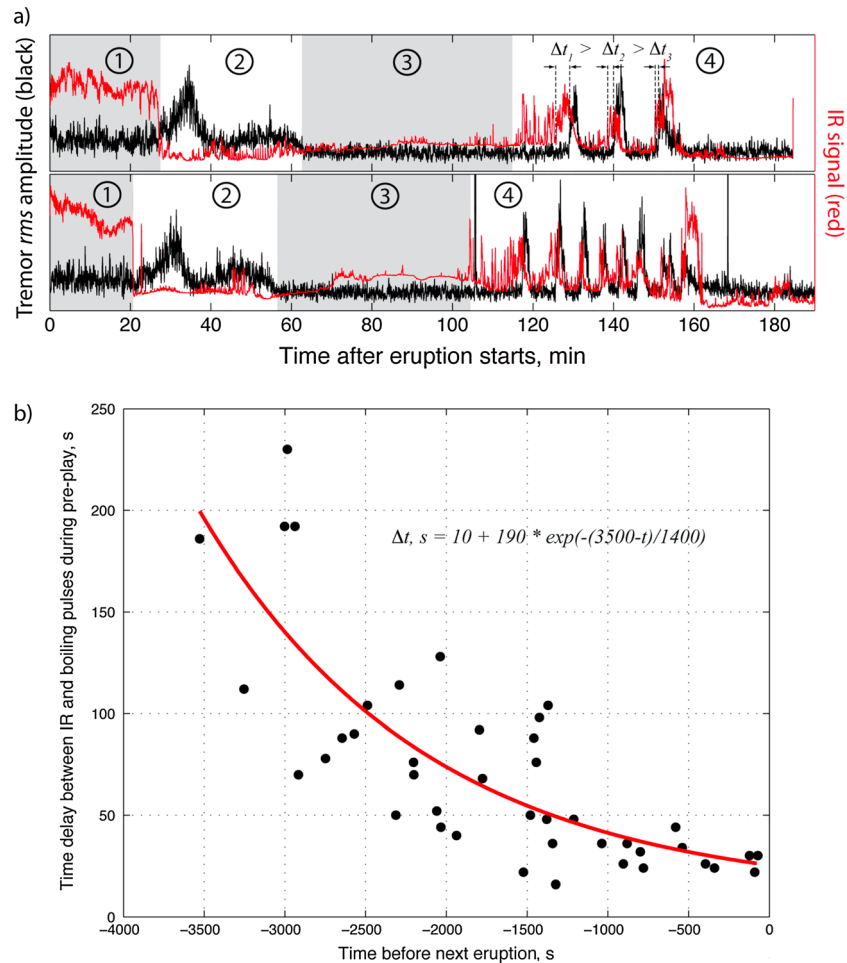 a)
Tremor rms amplitude (black)
IR signal (red)
1 2 3 Δt1 > Δt2 > Δt3 4
1 2 3 4
0 20 40 60 80 100 120 140 160 180
Time after eruption starts, min
b)
Time delay between IR and boiling pulses during pre-play, s
250
200
Δt, s = 10 + 190 * exp(-(3500-t)/1400)
150
100
50
0
−4000 −3500 −3000 −2500 −2000 −1500 −1000 −500 0
Time before next eruption, s